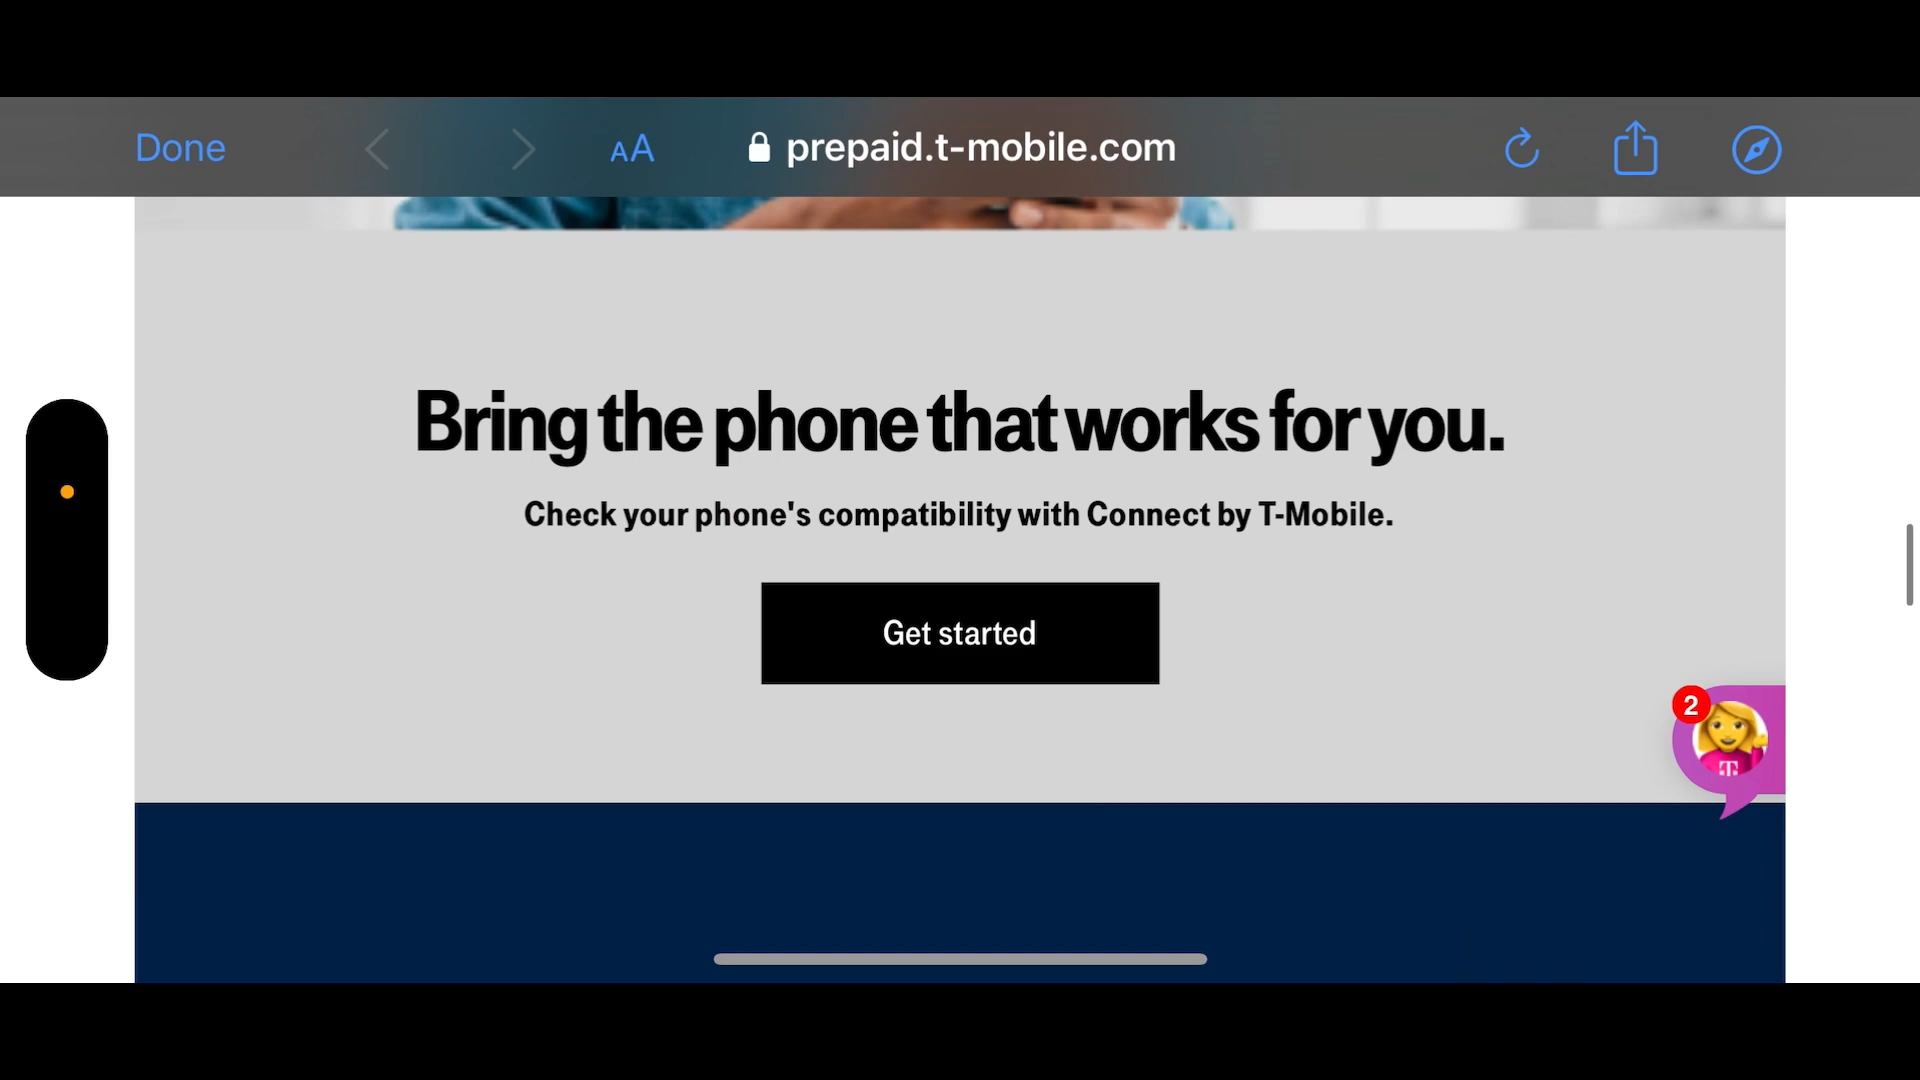 Done
AA
prepaid.t-mobile.com
Bring the phone that works for you.
Check your phone's compatibility with Connect by T-Mobile.
Get started
2
T